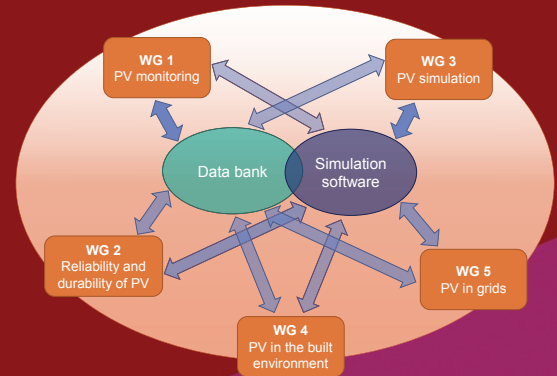 WG 1
PV monitoring
WG 3
PV simulation
Data bank
Simulation
software
WG 2
Reliability and
durability of PV
WG 5
PV in grids
WG 4
PV in the built
environment